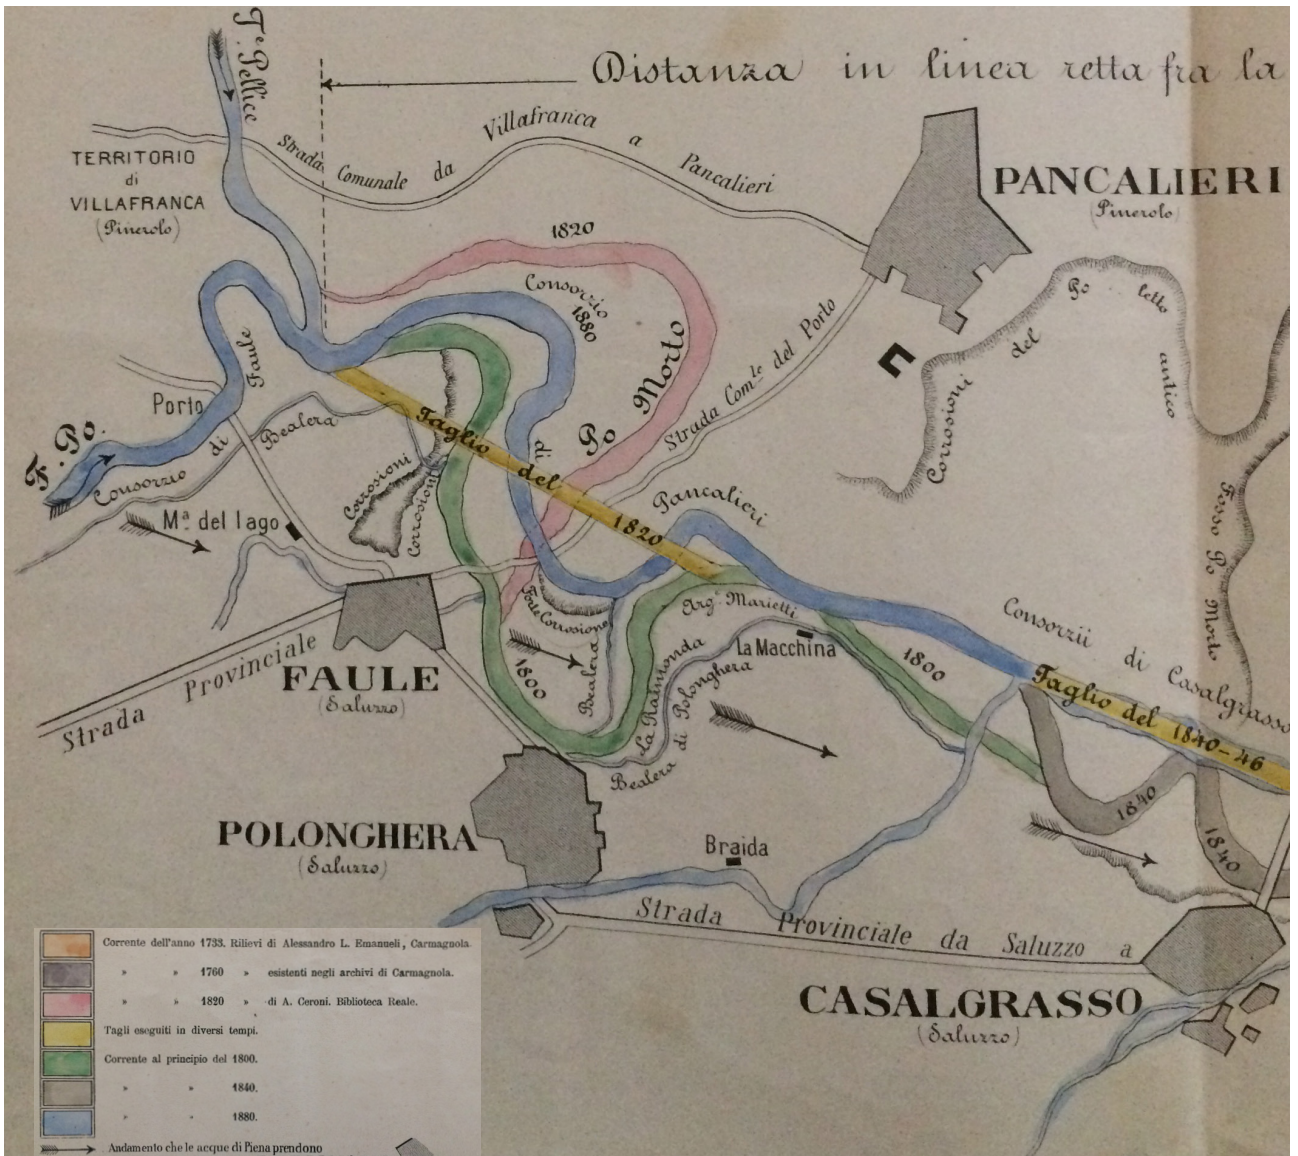 Distanza in linea retta fra la
Te. Pellice
Strada Comunale da Villafranca a Pancalieri
TERRITORIO
di
VILLAFRANCA
(Pinerolo)
PANCALIERI
(Pinerolo)
1820
Consorzio
1880
di
Pancalieri
Po Morto
Strada Com.le del Porto
Corrosioni del Po letto antico
Fosso Po Morto
Faule
Porto
F. Po.
Consorzio di Bealera
Taglio del 1820
Corrosioni
Corrosioni
Ma. del lago
Forte Corrosione
Arge. Marietti
La Macchina
Consorzii di Casalgrasso
Taglio del 1840-46
1800
1800
Bealera
La Raimonda
Bealera di Polonghera
FAULE
(Saluzzo)
Strada Provinciale
1840
1840
POLONGHERA
(Saluzzo)
Braida
Strada Provinciale da Saluzzo a
CASALGRASSO
(Saluzzo)
Corrente dell'anno 1733. Rilievi di Alessandro L. Emanueli, Carmagnola.
» » 1760 » esistenti negli archivi di Carmagnola.
» » 1820 » di A. Ceroni. Biblioteca Reale.
Tagli eseguiti in diversi tempi.
Corrente al principio del 1800.
» » 1840.
» » 1880.
Andamento che le acque di Piena prendono